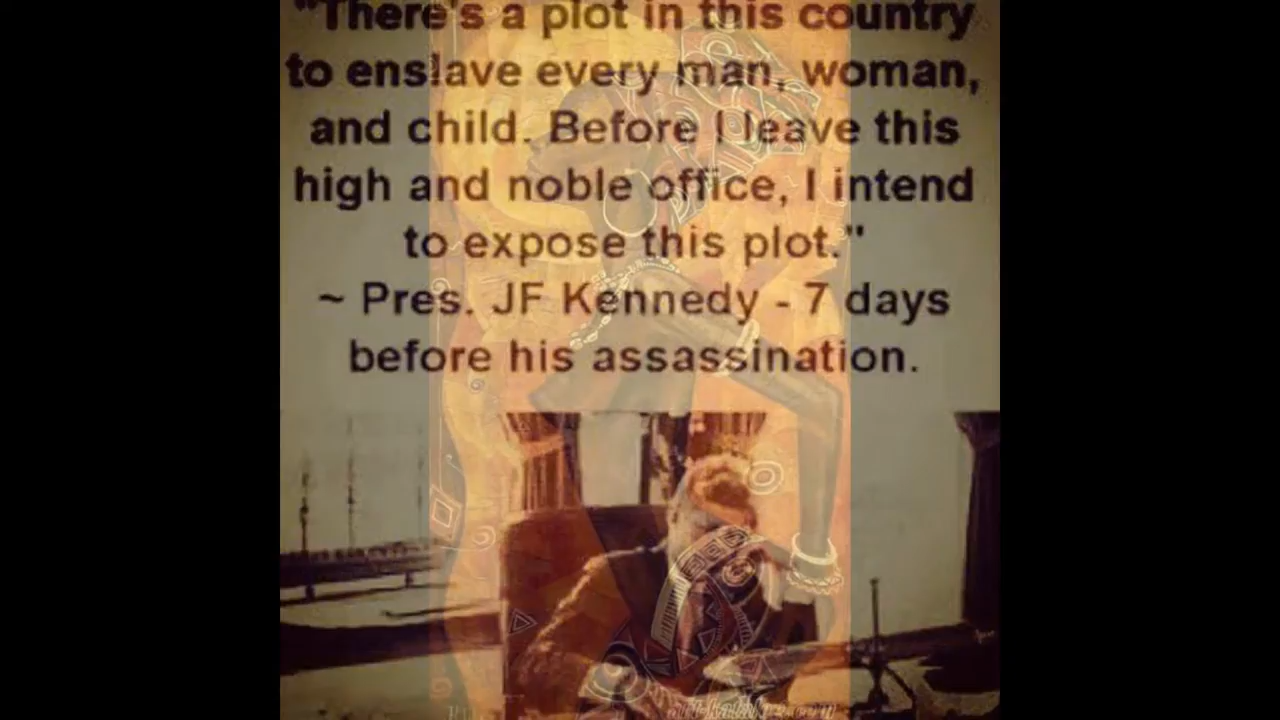 "There's a plot in this country
to enslave every man, woman,
and child. Before I leave this
high and noble office, I intend
to expose this plot."
~ Pres. JF Kennedy - 7 days
before his assassination.